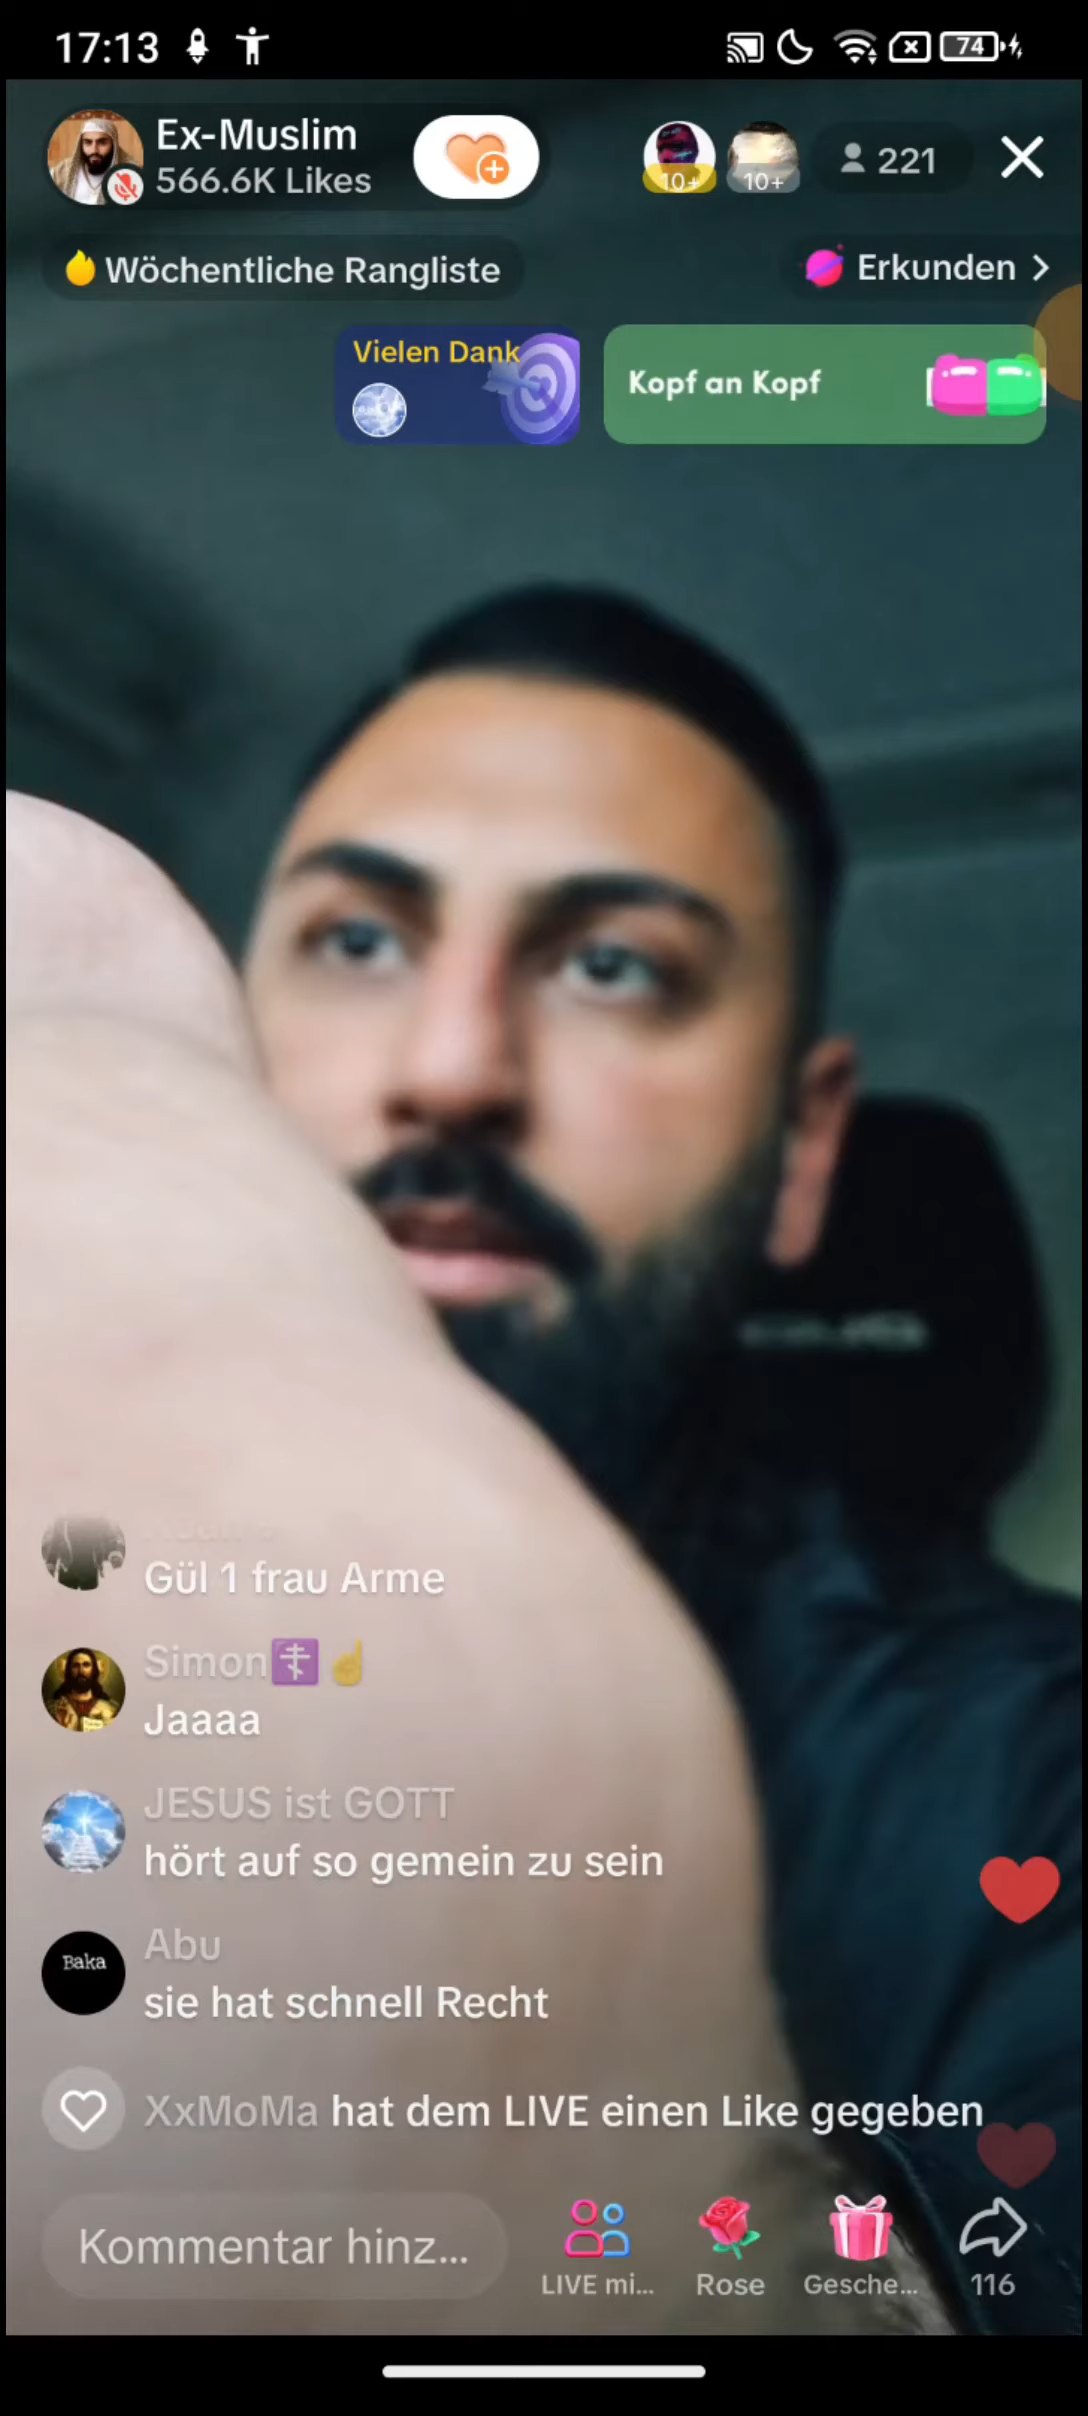 17:13
74
Ex-Muslim
566.6K Likes
10+
10+
221
Wöchentliche Rangliste
Erkunden
Vielen Dank
Kopf an Kopf
Gül 1 frau Arme
Simon
Jaaaa
JESUS ist GOTT
hört auf so gemein zu sein
Baka
Abu
sie hat schnell Recht
XxMoMa hat dem LIVE einen Like gegeben
Kommentar hinz...
LIVE mi...
Rose
Gesche...
116